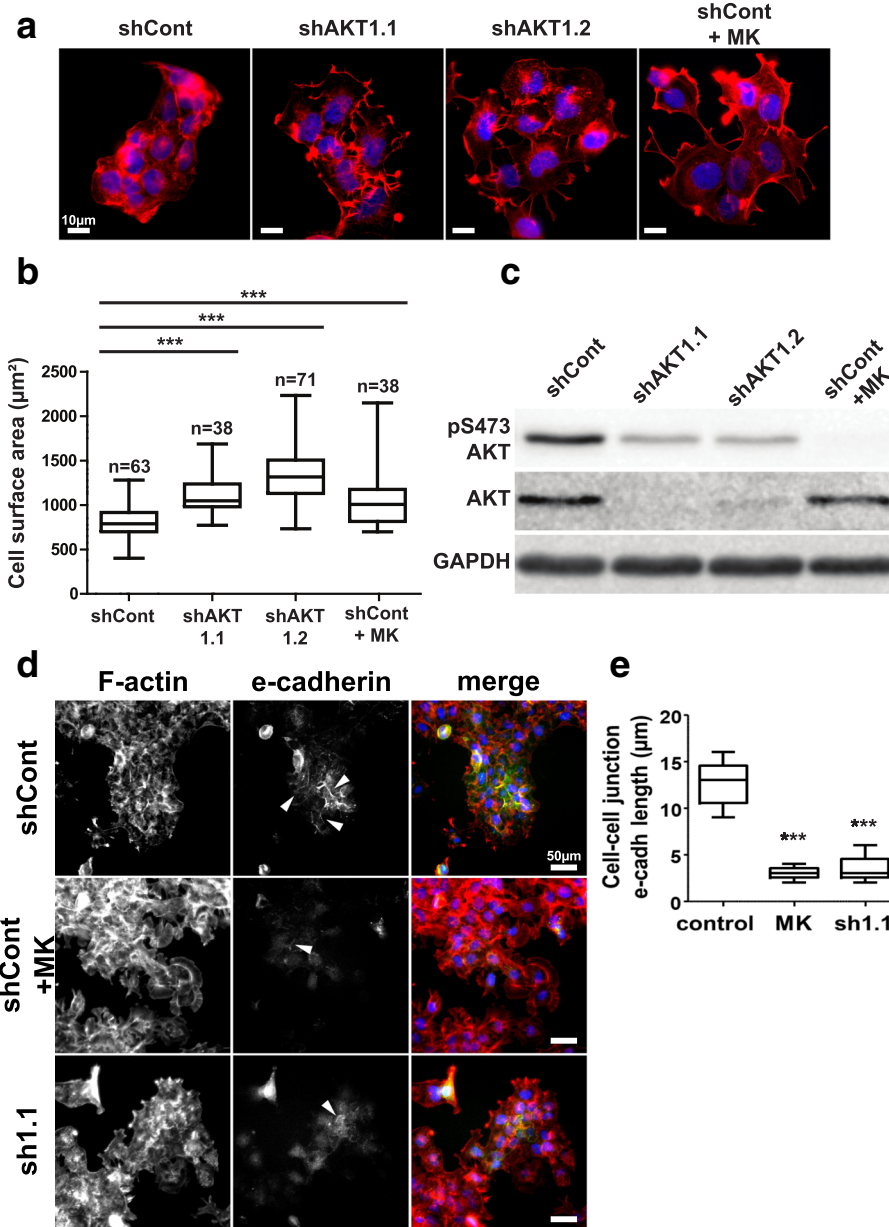 a
shCont
shAKT1.1
shAKT1.2
shCont
+ MK
10µm
b
***
***
***
Cell surface area (µm²)
2500
2000
1500
1000
500
0
n=63
n=38
n=71
n=38
shCont
shAKT
1.1
shAKT
1.2
shCont
+ MK
c
shCont
shAKT1.1
shAKT1.2
shCont
+MK
pS473
AKT
AKT
GAPDH
d
F-actin
e-cadherin
merge
shCont
50µm
shCont
+MK
sh1.1
e
Cell-cell junction
e-cadh length (µm)
20
15
10
5
0
***
***
control
MK
sh1.1